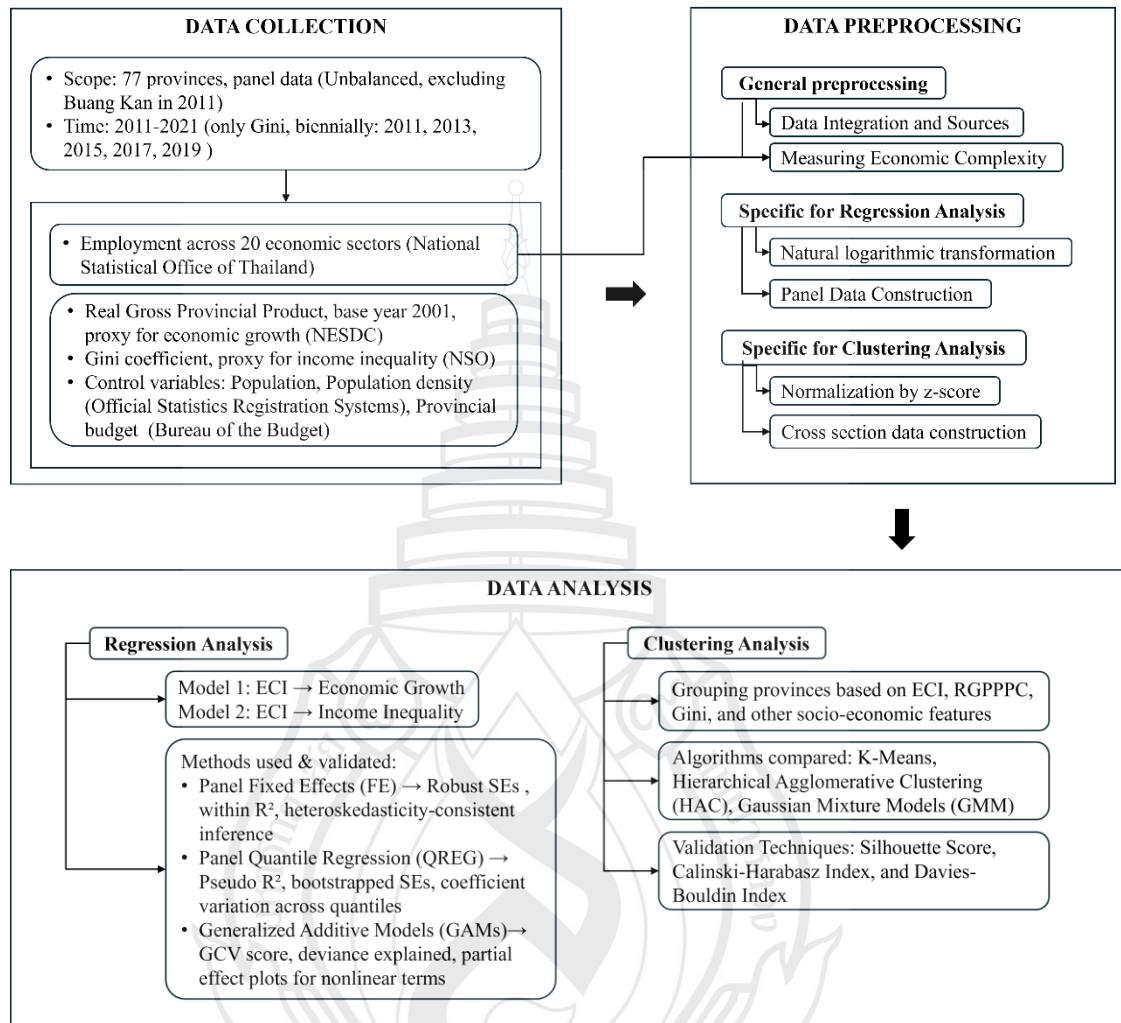 DATA COLLECTION
• Scope: 77 provinces, panel data (Unbalanced, excluding
Buang Kan in 2011)
• Time: 2011-2021 (only Gini, biennially: 2011, 2013,
2015, 2017, 2019 )
• Employment across 20 economic sectors (National
Statistical Office of Thailand)
• Real Gross Provincial Product, base year 2001,
proxy for economic growth (NESDC)
• Gini coefficient, proxy for income inequality (NSO)
• Control variables: Population, Population density
(Official Statistics Registration Systems), Provincial
budget (Bureau of the Budget)
DATA PREPROCESSING
General preprocessing
Data Integration and Sources
Measuring Economic Complexity
Specific for Regression Analysis
Natural logarithmic transformation
Panel Data Construction
Specific for Clustering Analysis
Normalization by z-score
Cross section data construction
DATA ANALYSIS
Regression Analysis
Model 1: ECI → Economic Growth
Model 2: ECI → Income Inequality
Methods used & validated:
• Panel Fixed Effects (FE) → Robust SEs ,
within R², heteroskedasticity-consistent
inference
• Panel Quantile Regression (QREG) →
Pseudo R², bootstrapped SEs, coefficient
variation across quantiles
• Generalized Additive Models (GAMs)→
GCV score, deviance explained, partial
effect plots for nonlinear terms
Clustering Analysis
Grouping provinces based on ECI, RGPPPC,
Gini, and other socio-economic features
Algorithms compared: K-Means,
Hierarchical Agglomerative Clustering
(HAC), Gaussian Mixture Models (GMM)
Validation Techniques: Silhouette Score,
Calinski-Harabasz Index, and Davies-
Bouldin Index